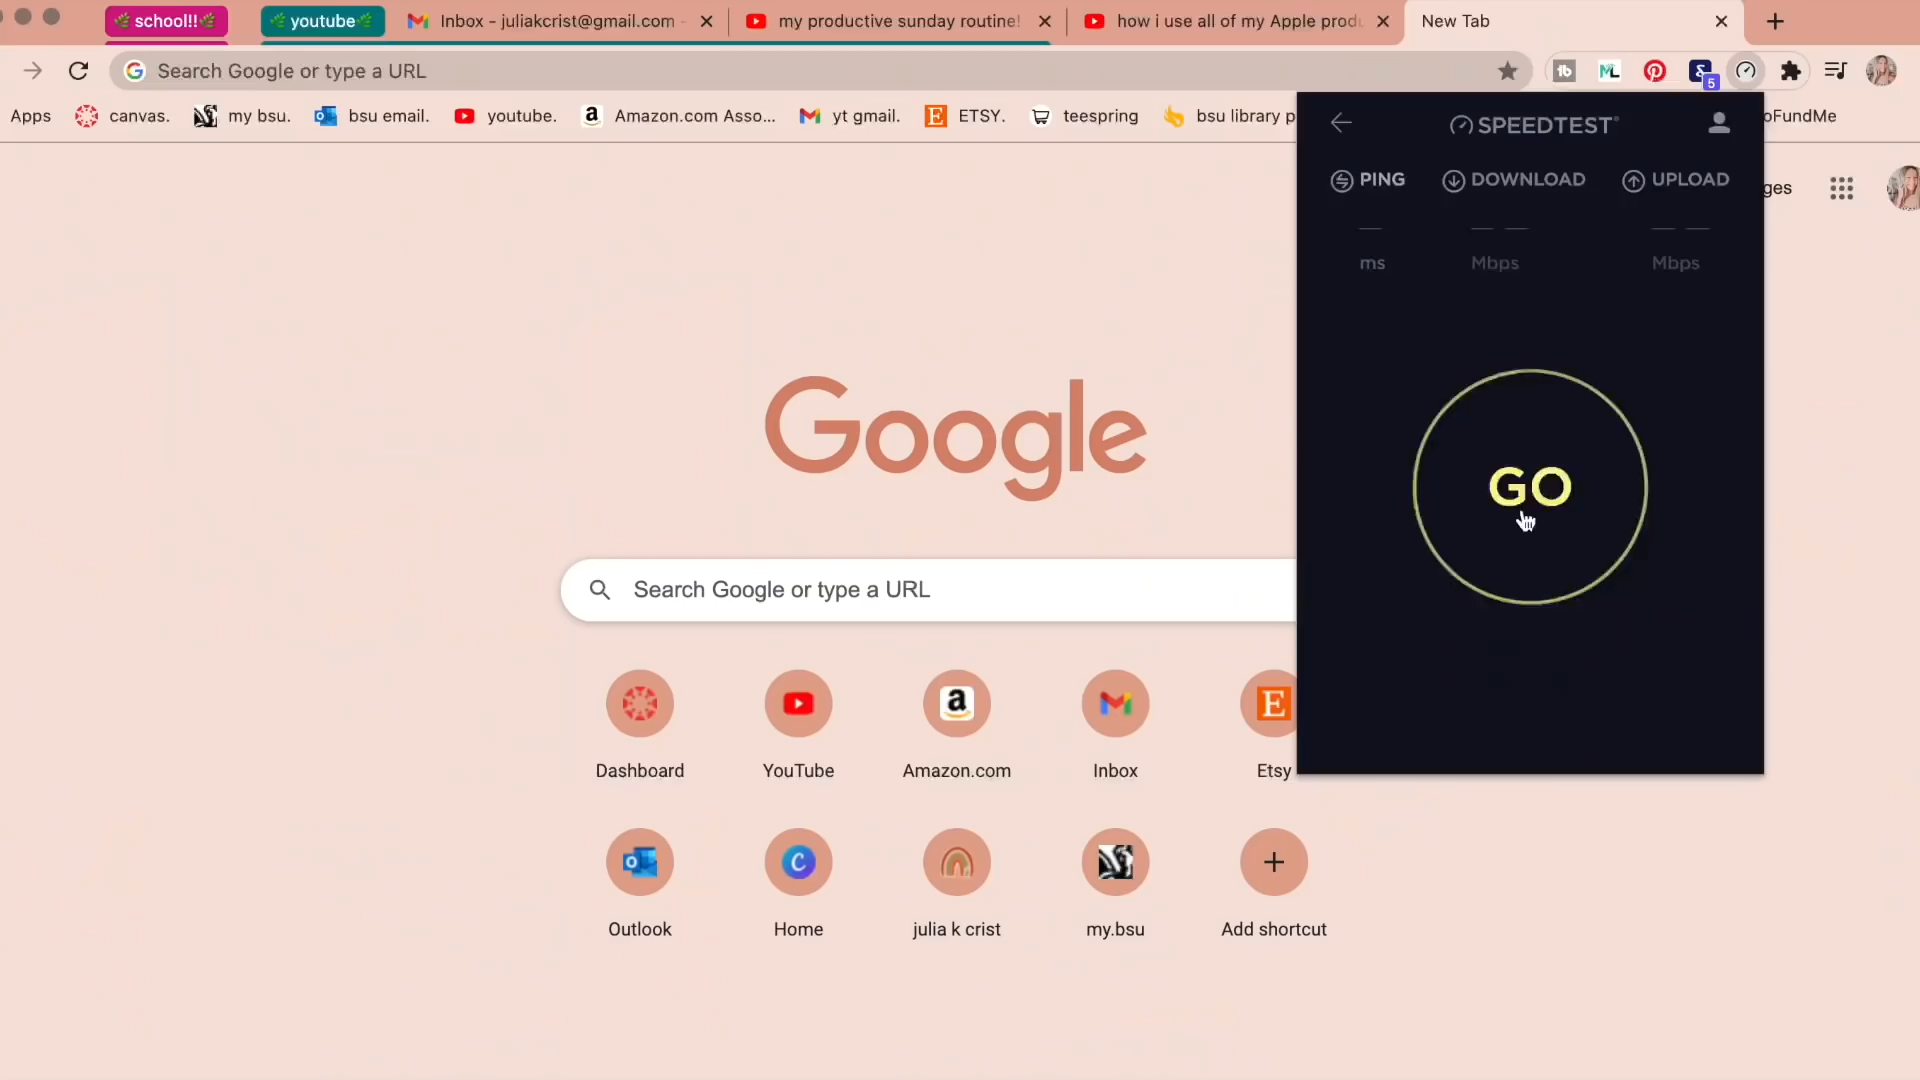 🌿school!!🌿
🌿youtube🌿
Inbox - juliakcrist@gmail.com -
my productive sunday routine!
how i use all of my Apple prod
New Tab
Search Google or type a URL
5
Apps
canvas.
my bsu.
bsu email.
youtube.
Amazon.com Asso...
yt gmail.
ETSY.
teespring
bsu library p
oFundMe
SPEEDTEST®
PING
DOWNLOAD
UPLOAD
ges
ms
Mbps
Mbps
Google
GO
Search Google or type a URL
Dashboard
YouTube
Amazon.com
Inbox
Etsy
Outlook
Home
julia k crist
my.bsu
Add shortcut